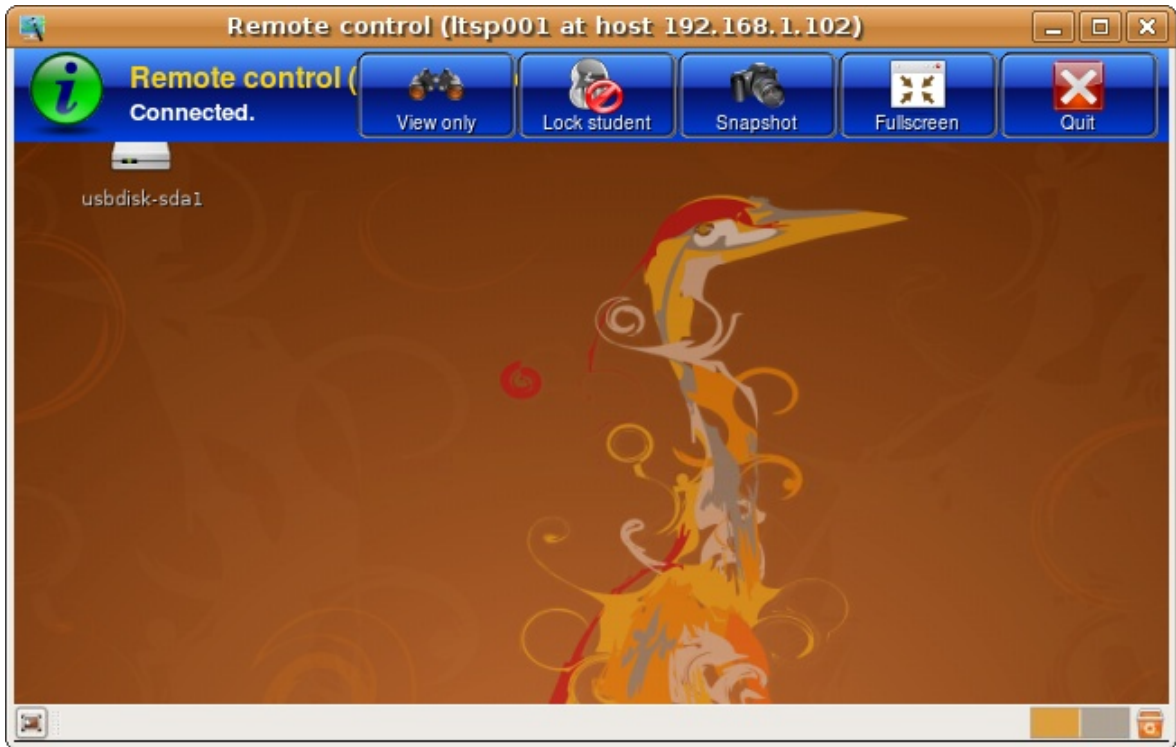 Remote control (ltsp001 at host 192.168.1.102)
Remote control (
Connected.
View only
Lock student
Snapshot
Fullscreen
Quit
usbdisk-sda1